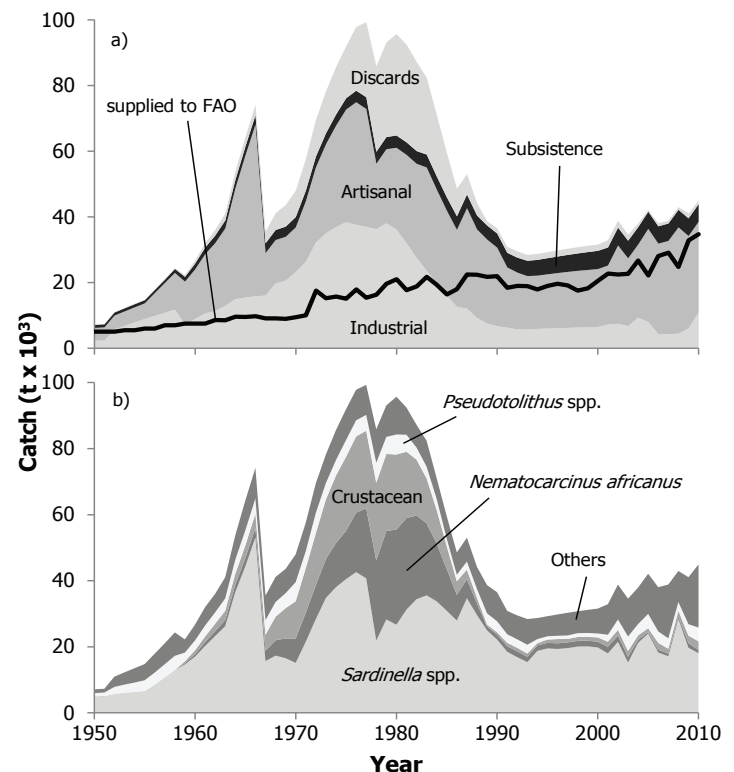 100
a)
80
Discards
supplied to FAO
60
Subsistence
Artisanal
40
20
Industrial
0
Catch (t x 10³)
100
b)
Pseudotolithus spp.
80
Nematocarcinus africanus
Crustacean
60
Others
40
20
Sardinella spp.
0
1950 1960 1970 1980 1990 2000 2010
Year